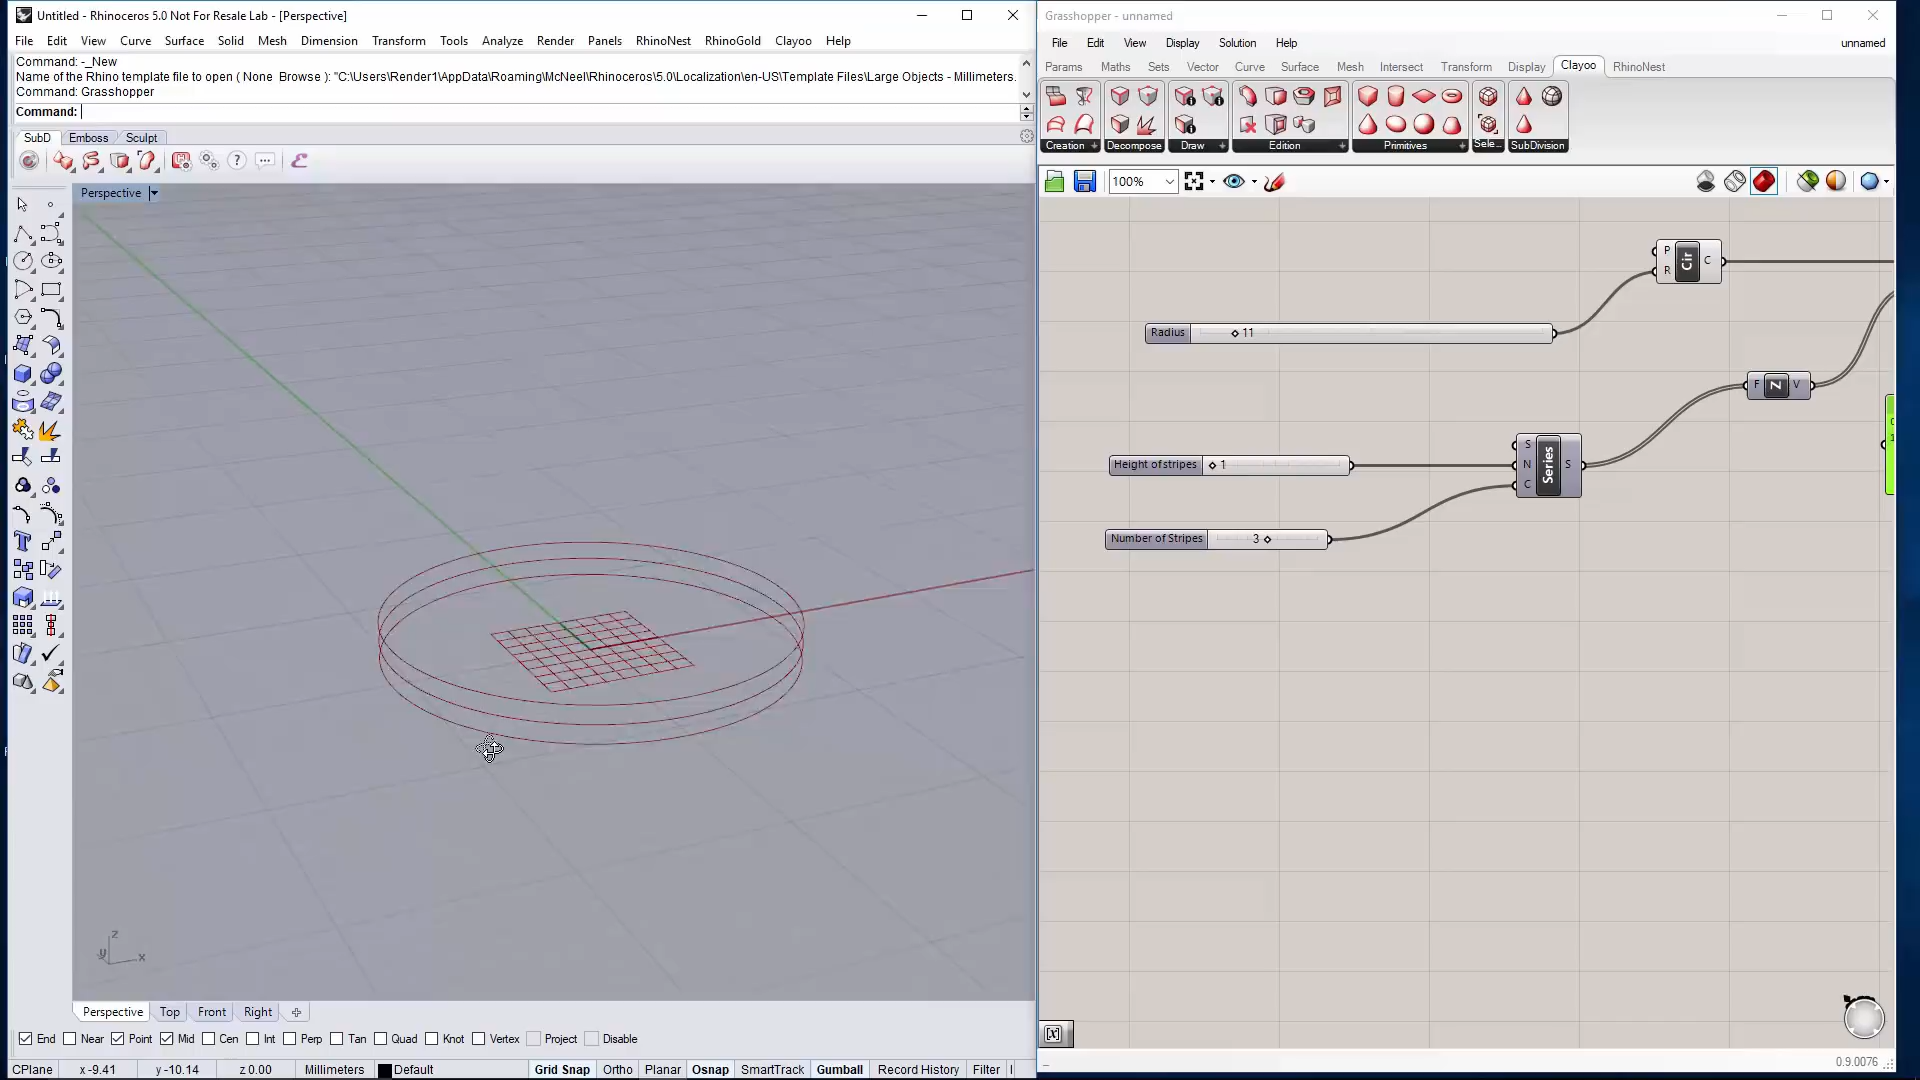 Untitled - Rhinoceros 5.0 Not For Resale Lab - [Perspective]
File Edit View Curve Surface Solid Mesh Dimension Transform Tools Analyze Render Panels RhinoNest RhinoGold Clayoo Help
Command: -_New
Name of the Rhino template file to open ( None  Browse ): "C:\Users\Render1\AppData\Roaming\McNeel\Rhinoceros\5.0\Localization\en-US\Template Files\Large Objects - Millimeters.
Command: Grasshopper
Command:
SubD Emboss Sculpt
Perspective
z
y x
Perspective Top Front Right
End Near Point Mid Cen Int Perp Tan Quad Knot Vertex Project Disable
CPlane x -9.41 y -10.14 z 0.00 Millimeters Default Grid Snap Ortho Planar Osnap SmartTrack Gumball Record History Filter
Grasshopper - unnamed
File Edit View Display Solution Help unnamed
Params Maths Sets Vector Curve Surface Mesh Intersect Transform Display Clayoo RhinoNest
Creation Decompose Draw Edition Primitives Sele... SubDivision
100%
P R Cir C
Radius 11
F Z V
S N C Series S
Height of stripes 1
Number of Stripes 3
0.9.0076